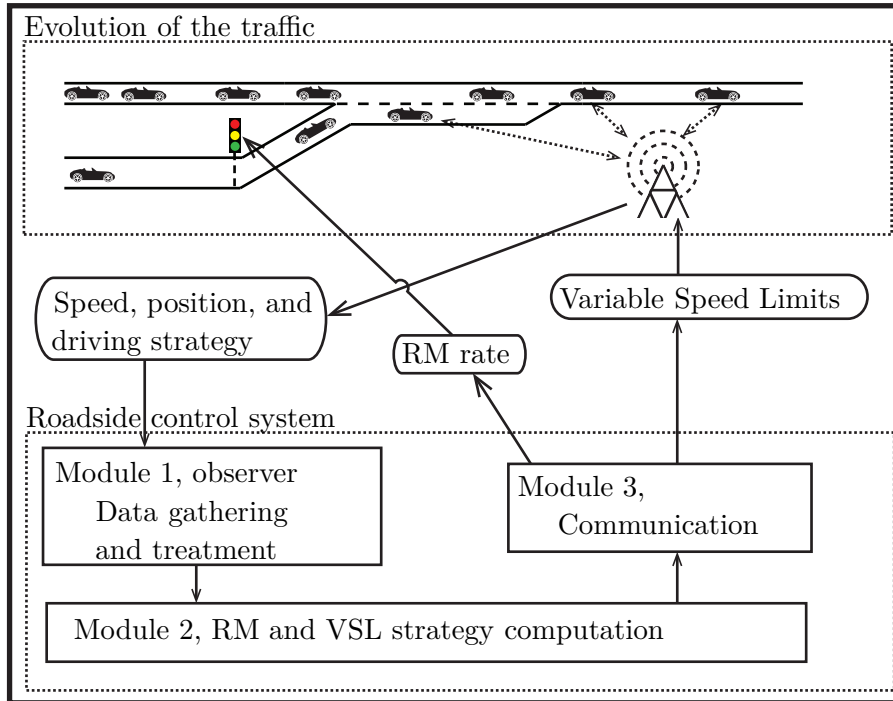 Evolution of the traffic
Speed, position, and
driving strategy
Variable Speed Limits
RM rate
Roadside control system
Module 1, observer
Data gathering
and treatment
Module 3,
Communication
Module 2, RM and VSL strategy computation